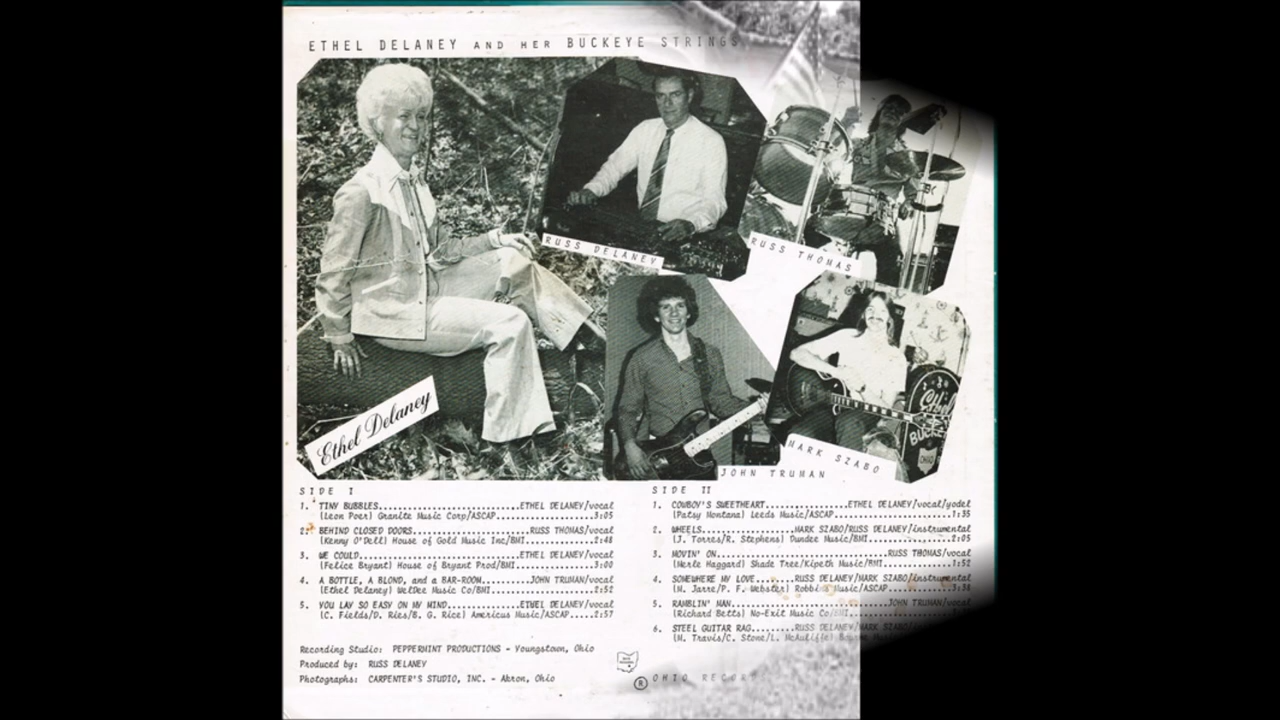 ETHEL DELANEY AND HER BUCKEYE STRINGS
RUSS DELANEY
RUSS THOMAS
Ethel Delaney
MARK SZABO
JOHN TRUMAN
SIDE I
1. TINY BUBBLES..........ETHEL DELANEY/vocal
(Leon Poer) Granite Music Corp/ASCAP..........3:05
2. BEHIND CLOSED DOORS..........RUSS THOMAS/vocal
(Kenny O'Dell) House of Gold Music Inc/BMI..........2:48
3. WE COULD..........ETHEL DELANEY/vocal
(Felice Bryant) House of Bryant Prod/BMI..........3:00
4. A BOTTLE, A BLOND, and a BAR-ROOM..........JOHN TRUMAN/vocal
(Ethel Delaney) WelDee Music Co/BMI..........2:52
5. YOU LAY SO EASY ON MY MIND..........ETHEL DELANEY/vocal
(C. Fields/D. Ries/B. G. Rice) Americus Music/ASCAP.....2:57
SIDE II
1. COWBOY'S SWEETHEART..........ETHEL DELANEY/vocal/yodel
(Patsy Montana) Leeds Music/ASCAP..........1:35
2. WHEELS..........MARK SZABO/RUSS DELANEY/instrumental
(J. Torres/R. Stephens) Dundee Music/BMI..........2:05
3. MOVIN' ON..........RUSS THOMAS/vocal
(Merle Haggard) Shade Tree/Kipeth Music/BMI..........1:52
4. SOMEWHERE MY LOVE.......RUSS DELANEY/MARK SZABO/instrumental
(M. Jarre/P. F. Webster) Robbins Music/ASCAP..........3:38
5. RAMBLIN' MAN..........JOHN TRUMAN/vocal
(Richard Betts) No-Exit Music Co/BMI
6. STEEL GUITAR RAG........RUSS DELANEY/MARK SZABO
(M. Travis/C. Stone/L. McAuliffe) Bourne Music
Recording Studio: PEPPERMINT PRODUCTIONS - Youngstown, Ohio
Produced by: RUSS DELANEY
Photographs: CARPENTER'S STUDIO, INC. - Akron, Ohio
® OHIO RECORDS